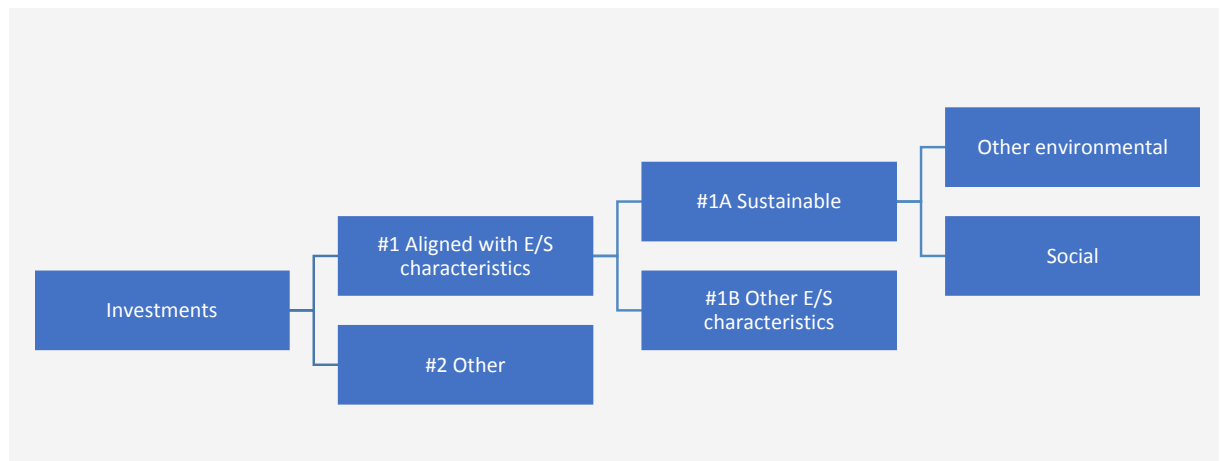 Investments
#1 Aligned with E/S
characteristics
#2 Other
#1A Sustainable
#1B Other E/S
characteristics
Other environmental
Social